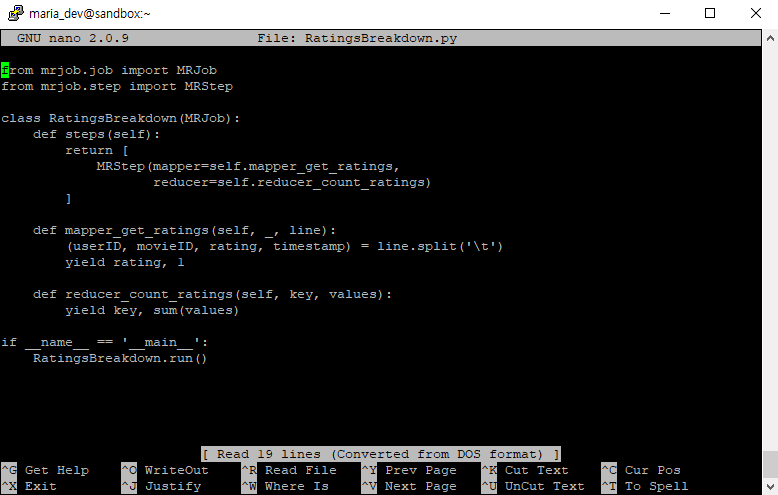 maria_dev@sandbox:~
GNU nano 2.0.9 File: RatingsBreakdown.py
from mrjob.job import MRJob
from mrjob.step import MRStep
class RatingsBreakdown(MRJob):
    def steps(self):
        return [
            MRStep(mapper=self.mapper_get_ratings,
                   reducer=self.reducer_count_ratings)
        ]
    def mapper_get_ratings(self, _, line):
        (userID, movieID, rating, timestamp) = line.split('\t')
        yield rating, 1
    def reducer_count_ratings(self, key, values):
        yield key, sum(values)
if __name__ == '__main__':
    RatingsBreakdown.run()
[ Read 19 lines (Converted from DOS format) ]
^G Get Help ^O WriteOut ^R Read File ^Y Prev Page ^K Cut Text ^C Cur Pos
^X Exit ^J Justify ^W Where Is ^V Next Page ^U UnCut Text ^T To Spell